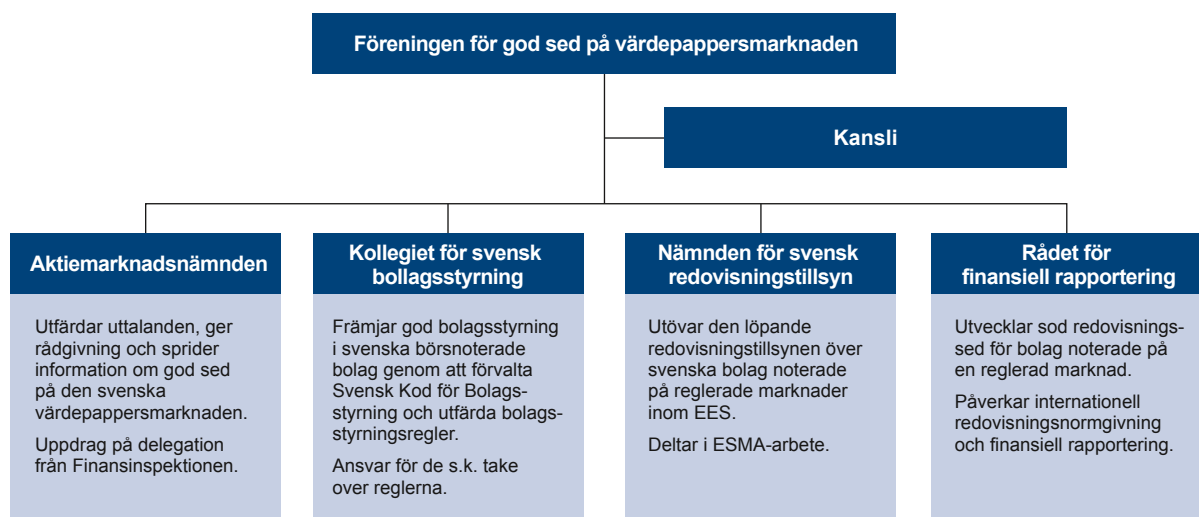 Föreningen för god sed på värdepappersmarknaden
Kansli
Aktiemarknadsnämnden
Utfärdar uttalanden, ger
rådgivning och sprider
information om god sed
på den svenska
värdepappersmarknaden.
Uppdrag på delegation
från Finansinspektionen.
Kollegiet för svensk
bollagsstyrning
Främjar god bolagsstyrning
i svenska börsnoterade
bolag genom att förvalta
Svensk Kod för Bolags-
styrning och utfärda bolags-
styrningsregler.
Ansvar för de s.k. take
over reglerna.
Nämnden för svensk
redovisningstillsyn
Utövar den löpande
redovisningstillsynen över
svenska bolag noterade
på reglerade marknader
inom EES.
Deltar i ESMA-arbete.
Rådet för
finansiell rapportering
Utvecklar sod redovisnings-
sed för bolag noterade på
en reglerad marknad.
Påverkar internationell
redovisningsnormgivning
och finansiell rapportering.